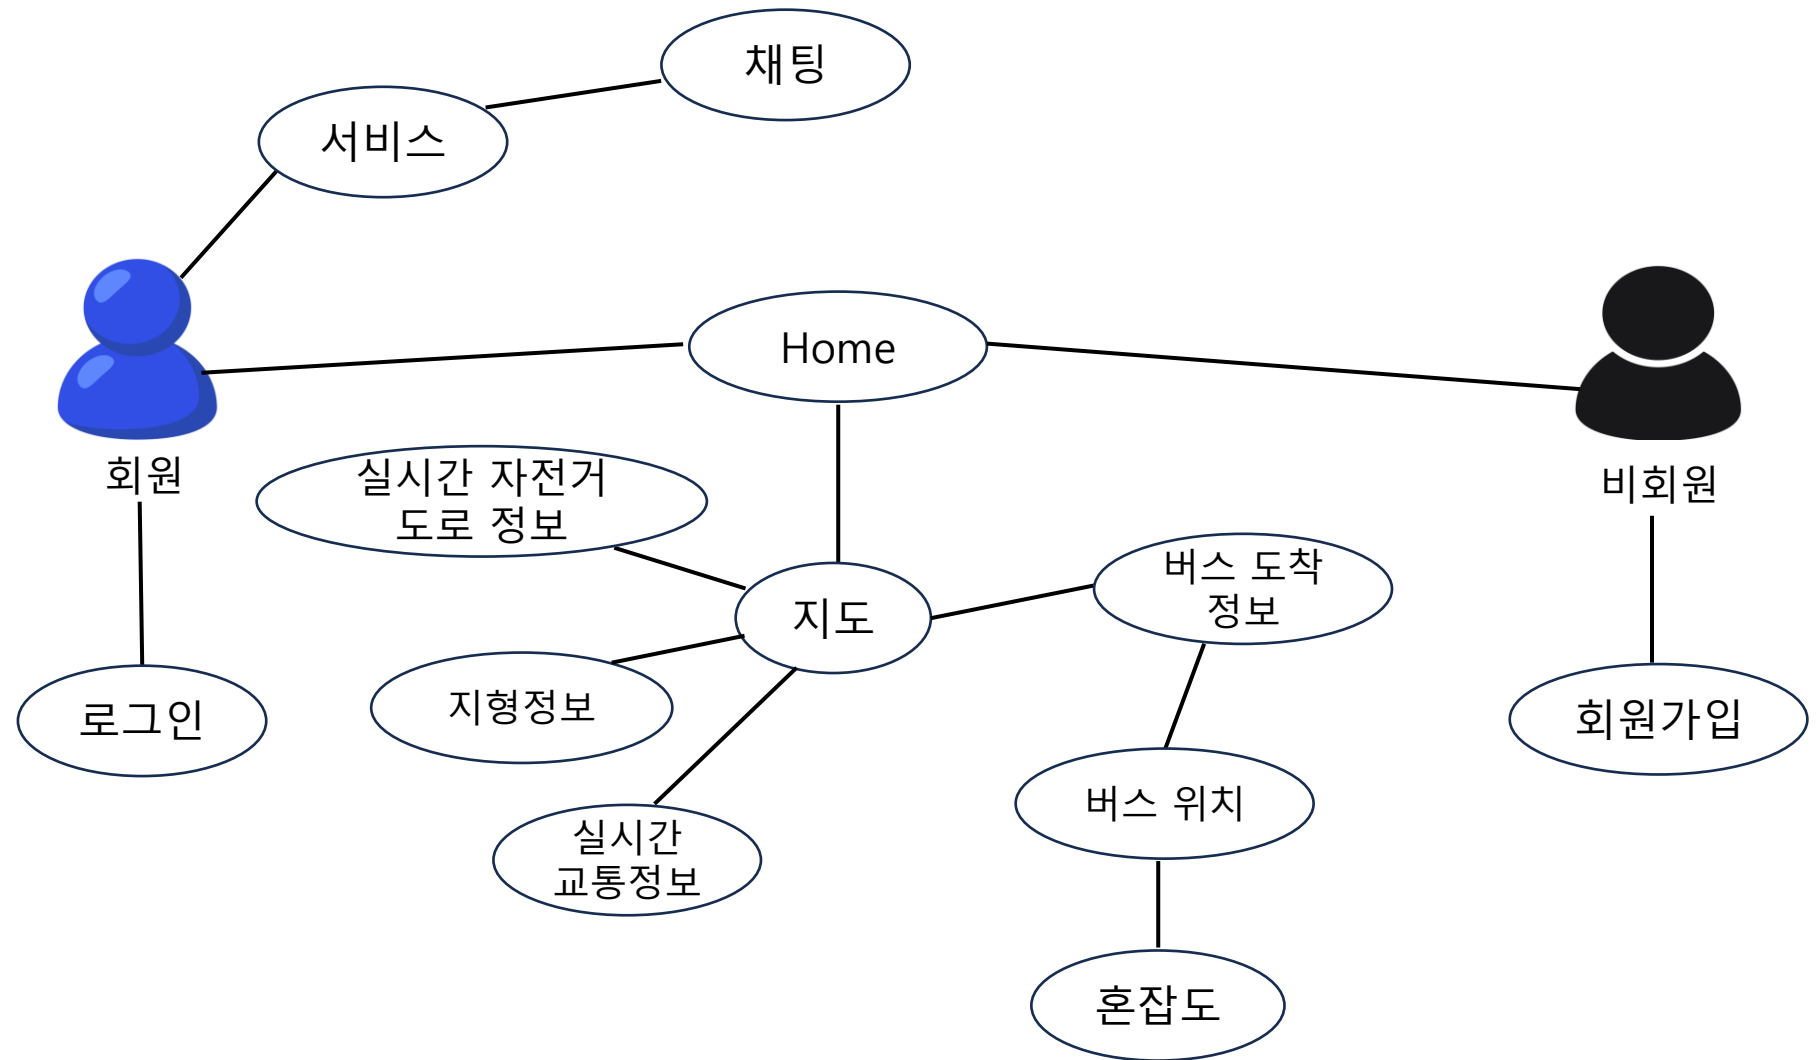 채팅
서비스
Home
회원
비회원
실시간 자전거
도로 정보
버스 도착
정보
지도
지형정보
로그인
회원가입
버스 위치
실시간
교통정보
혼잡도